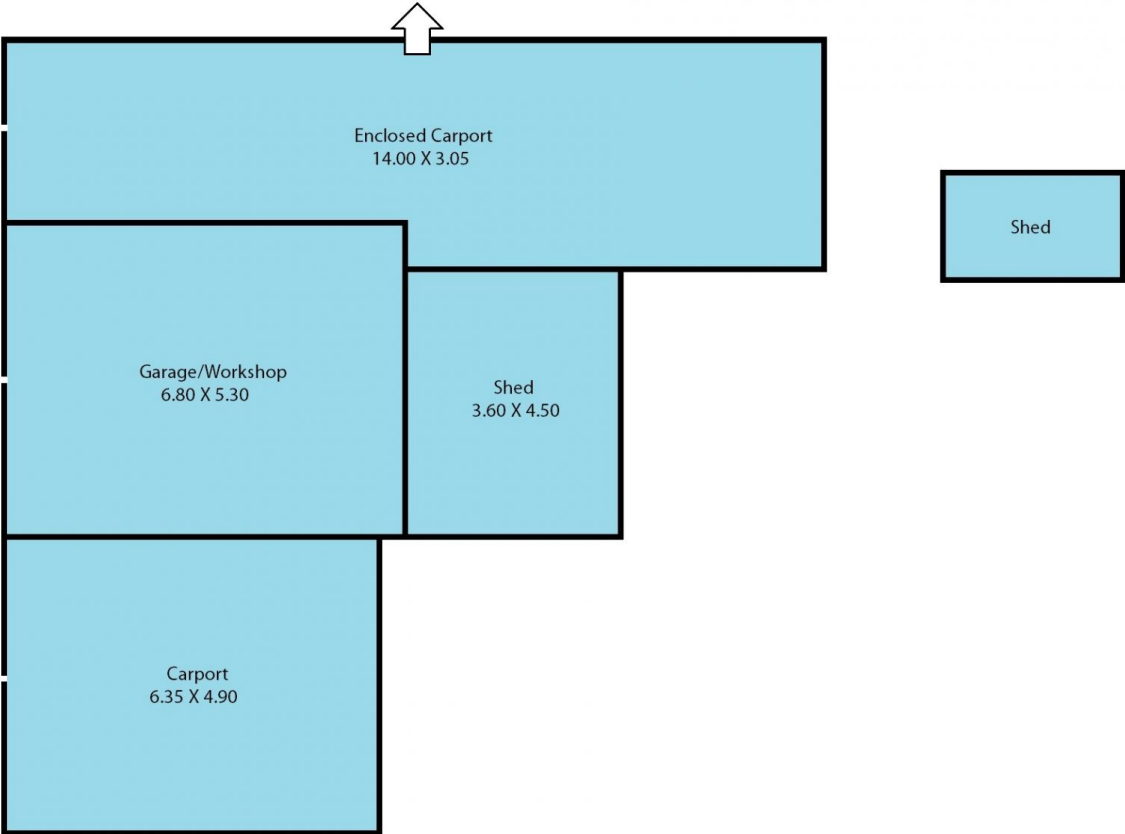 Enclosed Carport
14.00 X 3.05
Shed
Garage/Workshop
6.80 X 5.30
Shed
3.60 X 4.50
Carport
6.35 X 4.90